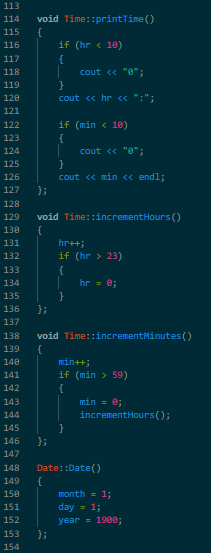 113
114 void Time::printTime()
115 {
116     if (hr < 10)
117     {
118         cout << "0";
119     }
120     cout << hr << ":";
121
122     if (min < 10)
123     {
124         cout << "0";
125     }
126     cout << min << endl;
127 };
128
129 void Time::incrementHours()
130 {
131     hr++;
132     if (hr > 23)
133     {
134         hr = 0;
135     }
136 };
137
138 void Time::incrementMinutes()
139 {
140     min++;
141     if (min > 59)
142     {
143         min = 0;
144         incrementHours();
145     }
146 };
147
148 Date::Date()
149 {
150     month = 1;
151     day = 1;
152     year = 1900;
153 };
154